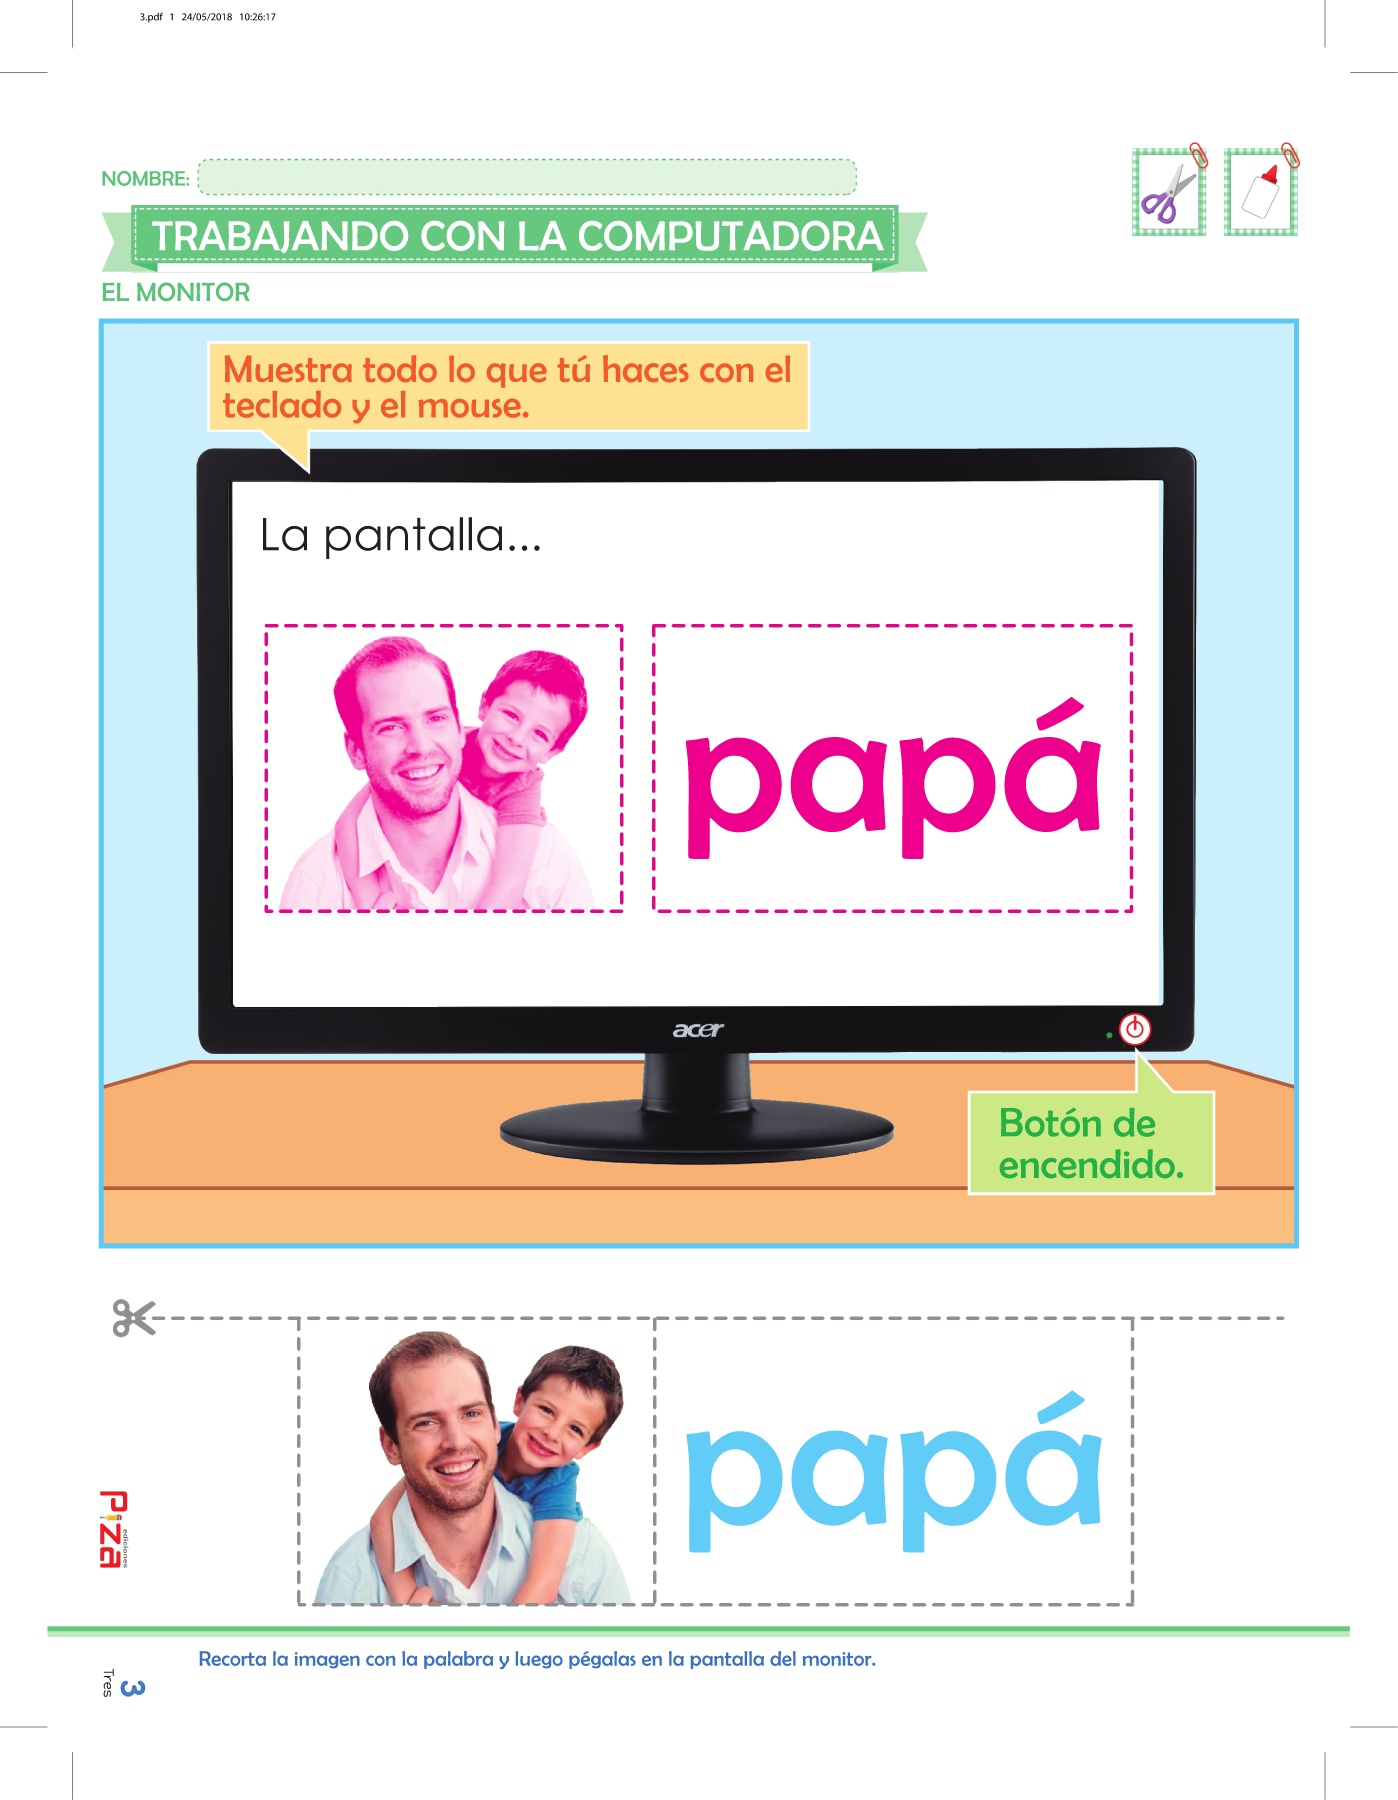 3.pdf 1 24/05/2018 10:26:17
NOMBRE:
TRABAJANDO CON LA COMPUTADORA
EL MONITOR
Muestra todo lo que tú haces con el
teclado y el mouse.
La pantalla...
papá
acer
Botón de
encendido.
papá
Piza
ediciones
Recorta la imagen con la palabra y luego pégalas en la pantalla del monitor.
3
Tres